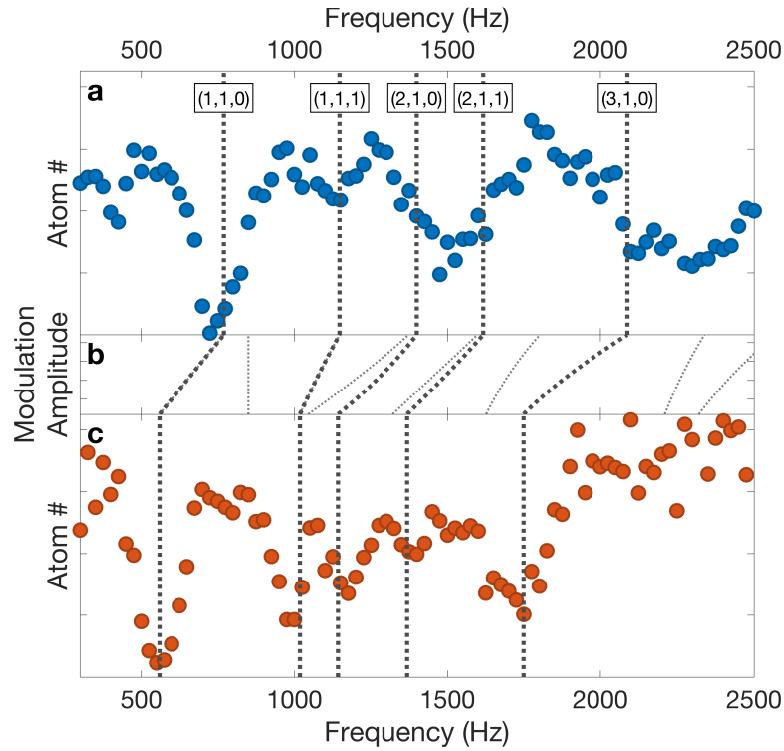 Frequency (Hz)
500 1000 1500 2000 2500
a
(1,1,0) (1,1,1) (2,1,0) (2,1,1) (3,1,0)
Atom #
b
Modulation
Amplitude
c
Atom #
500 1000 1500 2000 2500
Frequency (Hz)